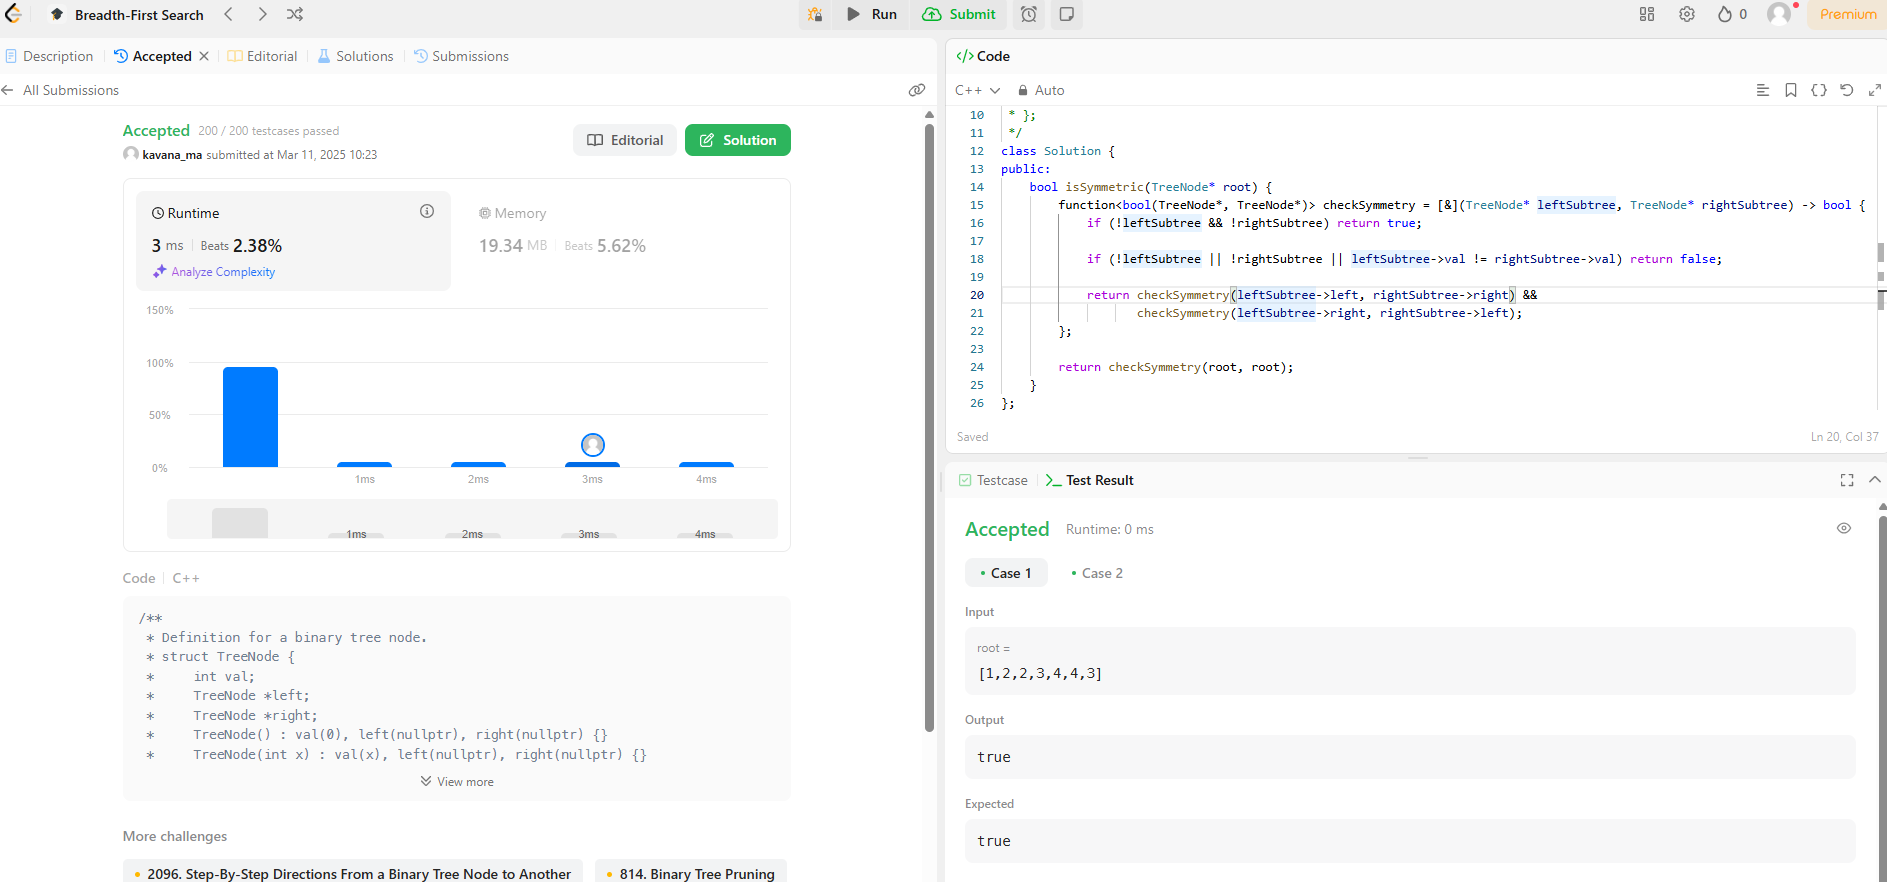 Breadth-First Search
Run
Submit
0
Premium
Description
Accepted
Editorial
Solutions
Submissions
All Submissions
Accepted 200 / 200 testcases passed
kavana_ma submitted at Mar 11, 2025 10:23
Editorial
Solution
Runtime
3 ms Beats 2.38%
Analyze Complexity
Memory
19.34 MB Beats 5.62%
150%
100%
50%
0%
1ms 2ms 3ms 4ms
1ms 2ms 3ms 4ms
Code C++
/**
* Definition for a binary tree node.
* struct TreeNode {
*     int val;
*     TreeNode *left;
*     TreeNode *right;
*     TreeNode() : val(0), left(nullptr), right(nullptr) {}
*     TreeNode(int x) : val(x), left(nullptr), right(nullptr) {}
View more
More challenges
2096. Step-By-Step Directions From a Binary Tree Node to Another
814. Binary Tree Pruning
</> Code
C++ Auto
10 * };
11 */
12 class Solution {
13 public:
14     bool isSymmetric(TreeNode* root) {
15         function<bool(TreeNode*, TreeNode*)> checkSymmetry = [&](TreeNode* leftSubtree, TreeNode* rightSubtree) -> bool {
16             if (!leftSubtree && !rightSubtree) return true;
17
18             if (!leftSubtree || !rightSubtree || leftSubtree->val != rightSubtree->val) return false;
19
20             return checkSymmetry(leftSubtree->left, rightSubtree->right) &&
21                    checkSymmetry(leftSubtree->right, rightSubtree->left);
22         };
23
24         return checkSymmetry(root, root);
25     }
26 };
Saved
Ln 20, Col 37
Testcase
Test Result
Accepted Runtime: 0 ms
Case 1 Case 2
Input
root =
[1,2,2,3,4,4,3]
Output
true
Expected
true